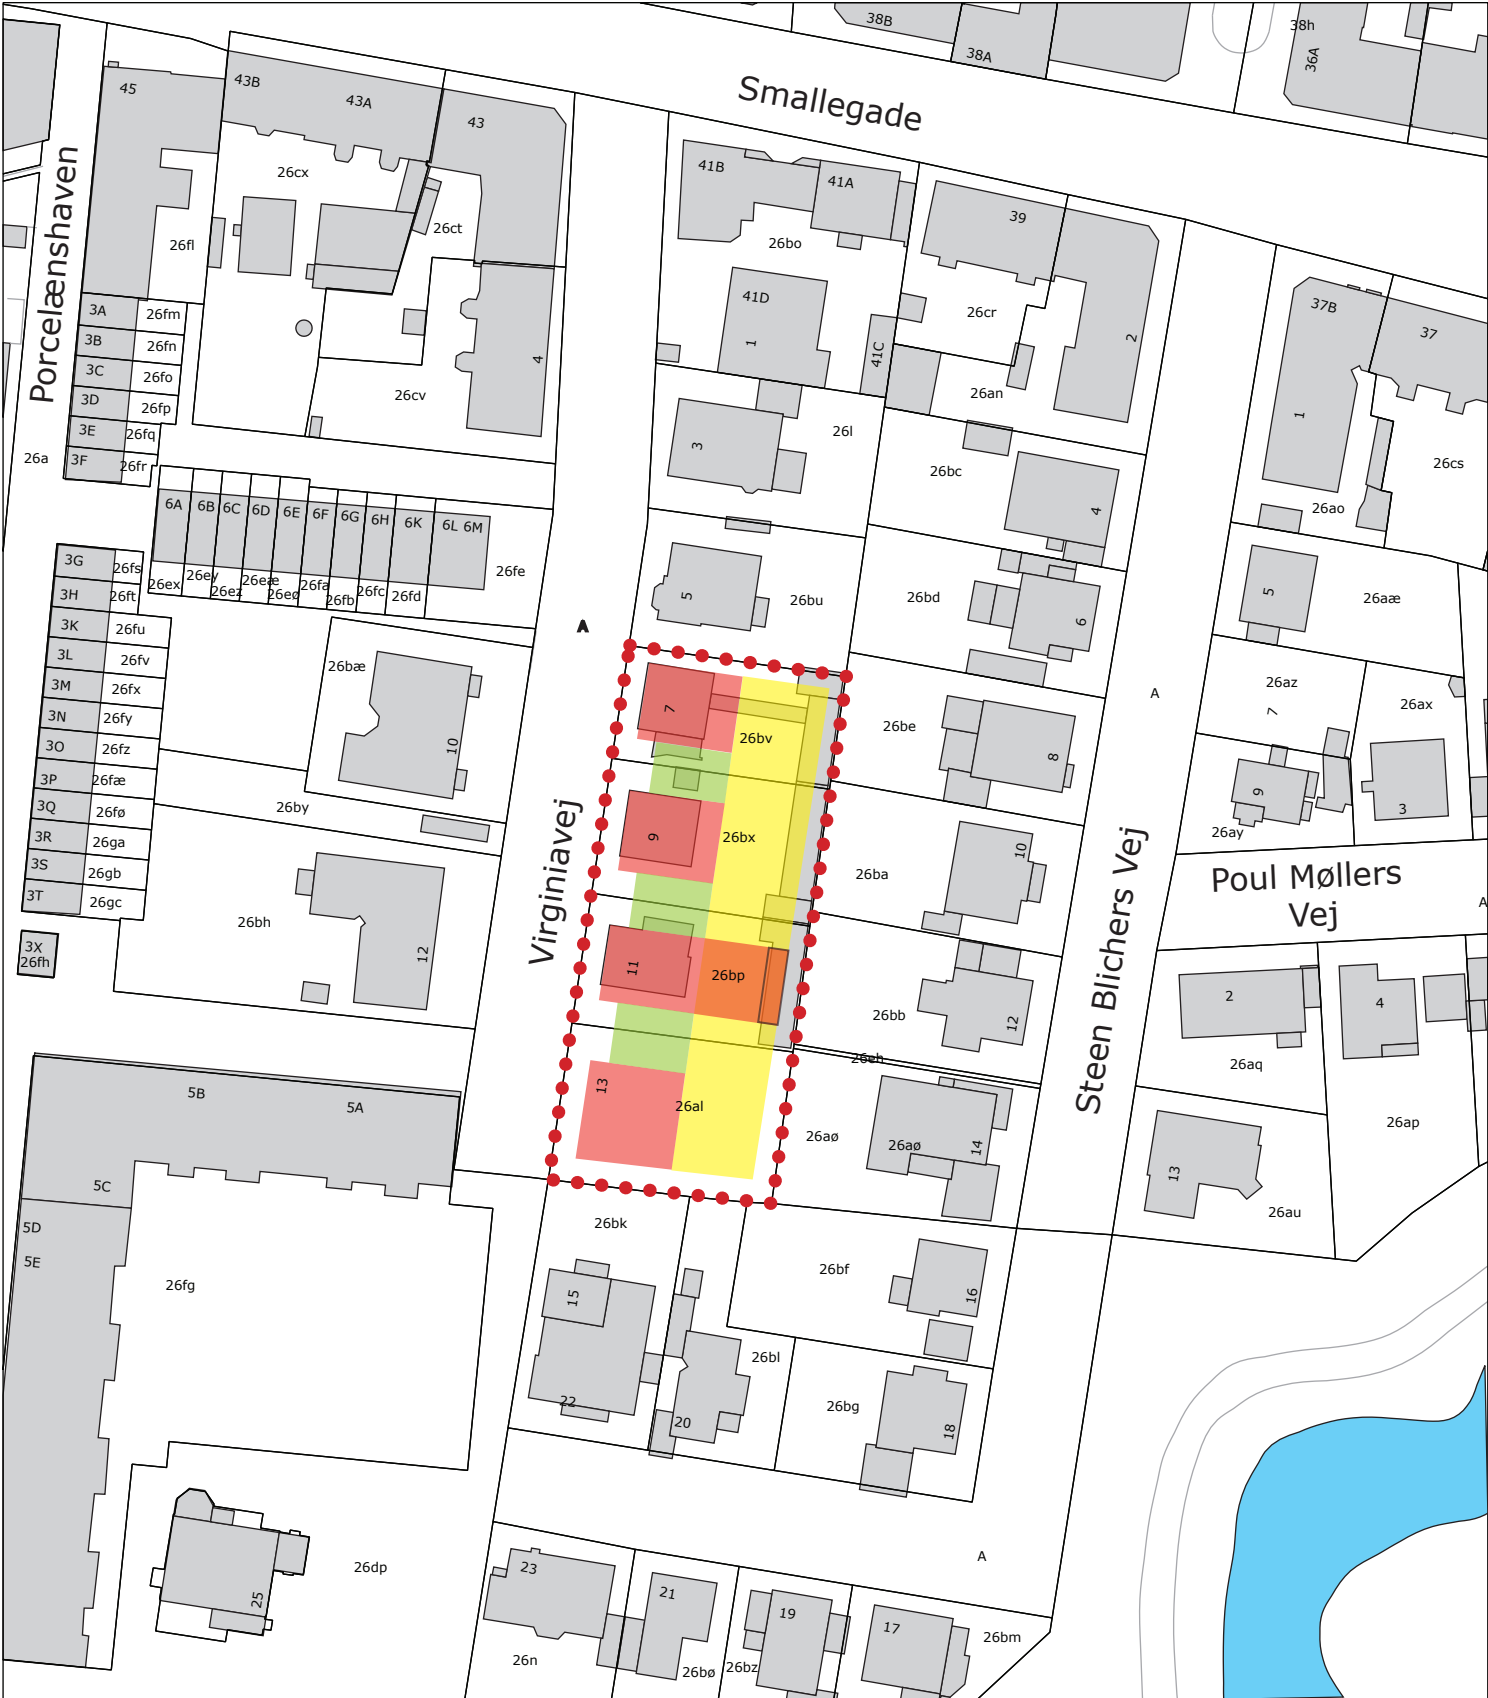 38B
38A
38h
36A
Smallegade
45
43B
43A
43
41B
41A
39
Porcelænshaven
26cx
26ct
26fl
26bo
26cr
41D
1
41C
2
37B
37
1
3A
26fm
3B
26fn
3C
26fo
3D
26fp
3E
26fq
3F
26fr
26a
4
26cv
3
26l
26an
26bc
4
26cs
26ao
6A
6B
6C
6D
6E
6F
6G
6H
6K
6L
6M
26ex
26ey
26ez
26eæ
26eø
26fa
26fb
26fc
26fd
26fe
3G
26fs
3H
26ft
3K
26fu
3L
26fv
3M
26fx
3N
26fy
3O
26fz
3P
26fæ
3Q
26fø
3R
26ga
3S
26gb
3T
26gc
3X
26fh
5
26bu
26bd
6
5
26aæ
A
26bæ
10
26by
26bh
12
7
26bv
9
26bx
11
26bp
13
26al
Virginiavej
26be
8
26ba
10
26bb
12
26eh
26aø
26aø
14
A
Steen Blichers Vej
26az
7
26ax
9
3
26ay
Poul Møllers
Vej
A
2
4
26aq
26ap
13
26au
5B
5A
5C
5D
5E
26fg
26bk
15
22
26bf
16
26bl
20
26bg
18
25
26dp
23
26n
21
26bø
26bz
19
17
26bm
A